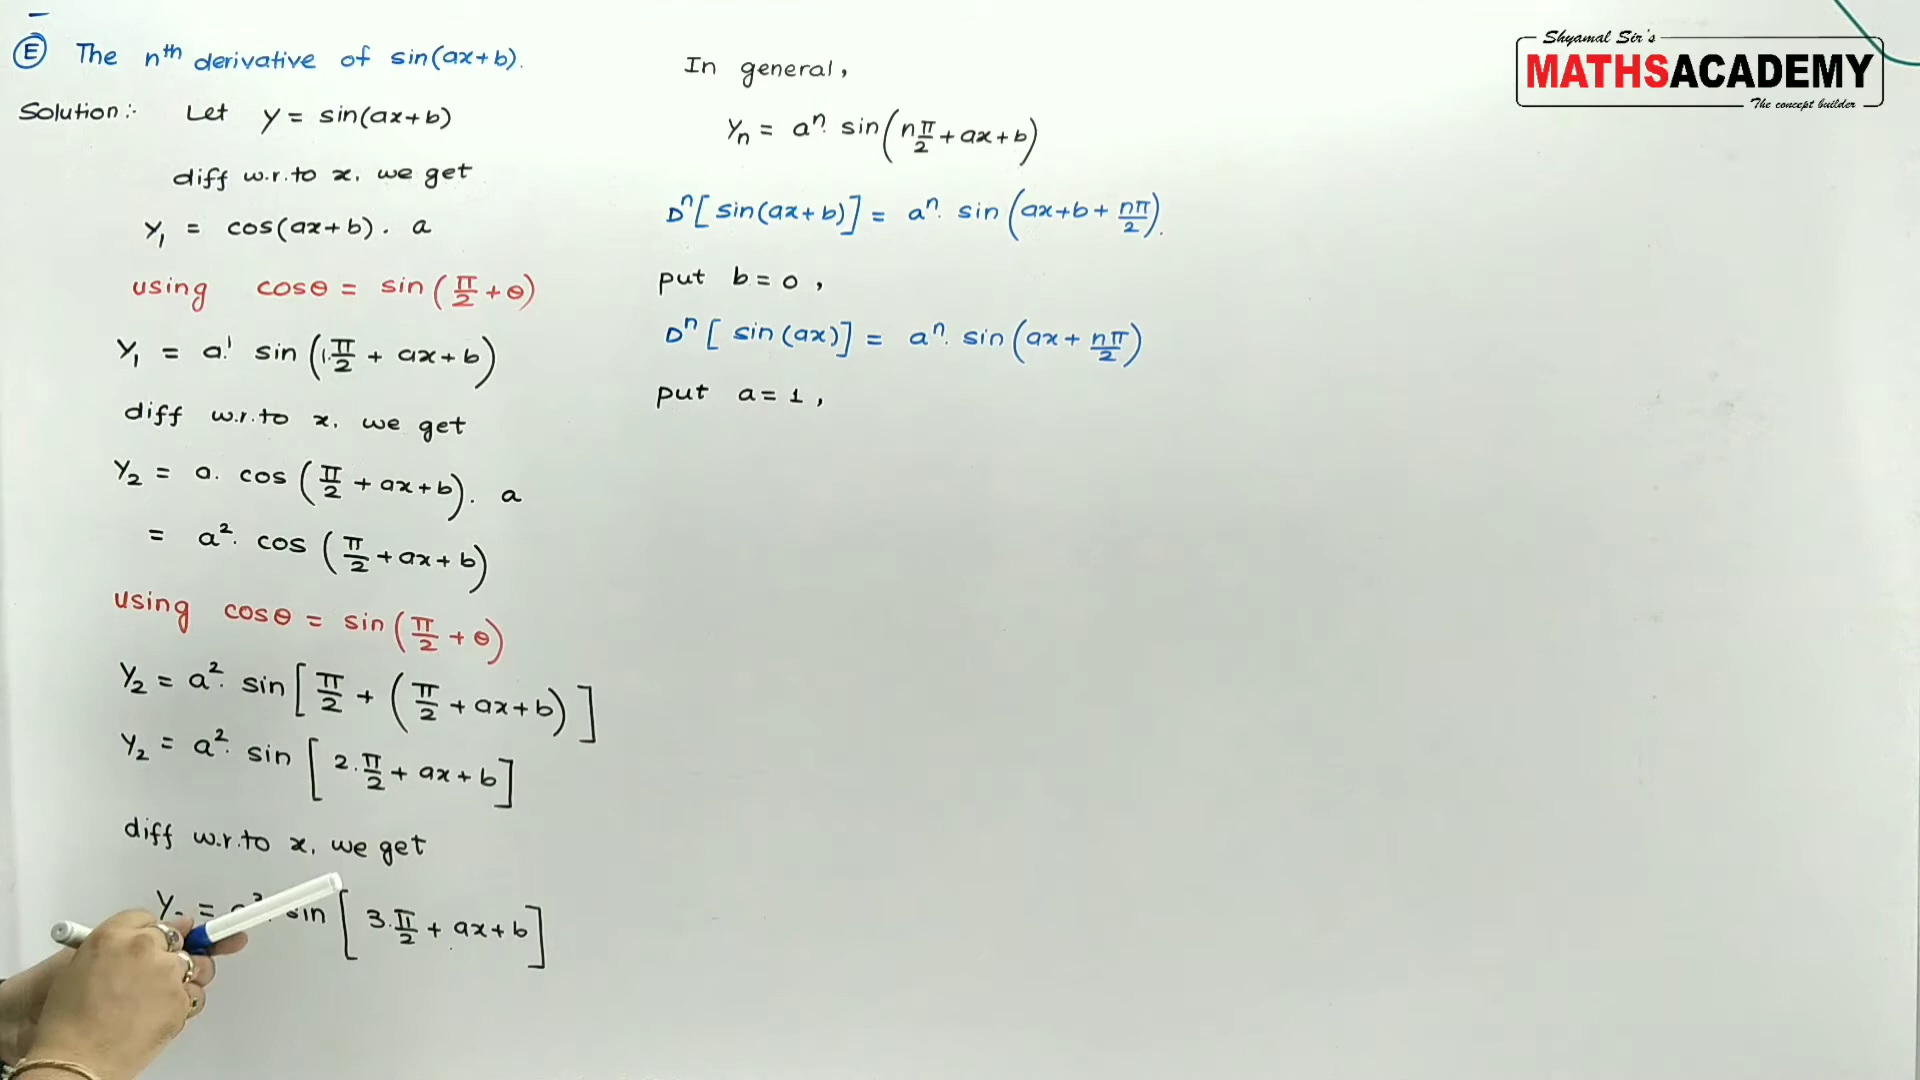 Ⓔ The nth derivative of sin(ax+b).
Solution:- Let y = sin(ax+b)
diff w.r.to x, we get
y₁ = cos(ax+b). a
using cosθ = sin(π/2 + θ)
y₁ = a¹. sin(1.π/2 + ax+b)
diff w.r.to x, we get
y₂ = a. cos(π/2 + ax+b). a
= a². cos(π/2 + ax+b)
using cosθ = sin(π/2 + θ)
y₂ = a². sin[π/2 + (π/2 + ax+b)]
y₂ = a². sin[2.π/2 + ax+b]
diff w.r.to x, we get
sin[3.π/2 + ax+b]
In general,
yₙ = aⁿ. sin(nπ/2 + ax+b)
Dⁿ[sin(ax+b)] = aⁿ. sin(ax+b + nπ/2).
put b = 0,
Dⁿ[sin(ax)] = aⁿ. sin(ax + nπ/2)
put a = 1,
Shyamal Sir's
MATHSACADEMY
The concept builder